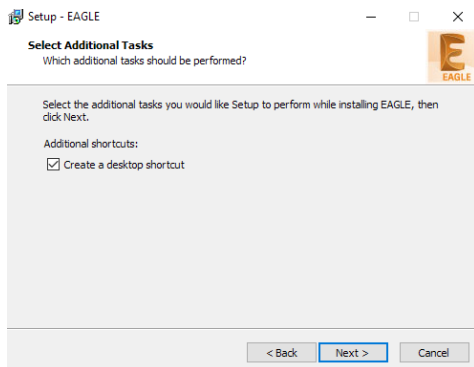 Setup - EAGLE
Select Additional Tasks
Which additional tasks should be performed?
EAGLE
Select the additional tasks you would like Setup to perform while installing EAGLE, then
click Next.
Additional shortcuts:
Create a desktop shortcut
< Back Next > Cancel